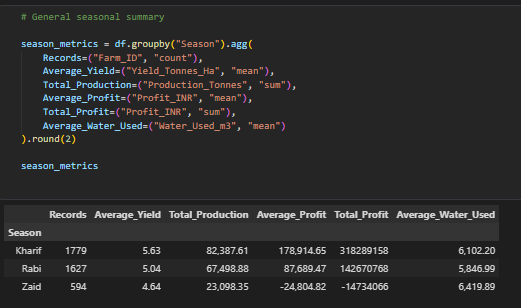 # General seasonal summary
season_metrics = df.groupby("Season").agg(
    Records=("Farm_ID", "count"),
    Average_Yield=("Yield_Tonnes_Ha", "mean"),
    Total_Production=("Production_Tonnes", "sum"),
    Average_Profit=("Profit_INR", "mean"),
    Total_Profit=("Profit_INR", "sum"),
    Average_Water_Used=("Water_Used_m3", "mean")
).round(2)
season_metrics
Records Average_Yield Total_Production Average_Profit Total_Profit Average_Water_Used
Season
Kharif 1779 5.63 82,387.61 178,914.65 318289158 6,102.20
Rabi 1627 5.04 67,498.88 87,689.47 142670768 5,846.99
Zaid 594 4.64 23,098.35 -24,804.82 -14734066 6,419.89